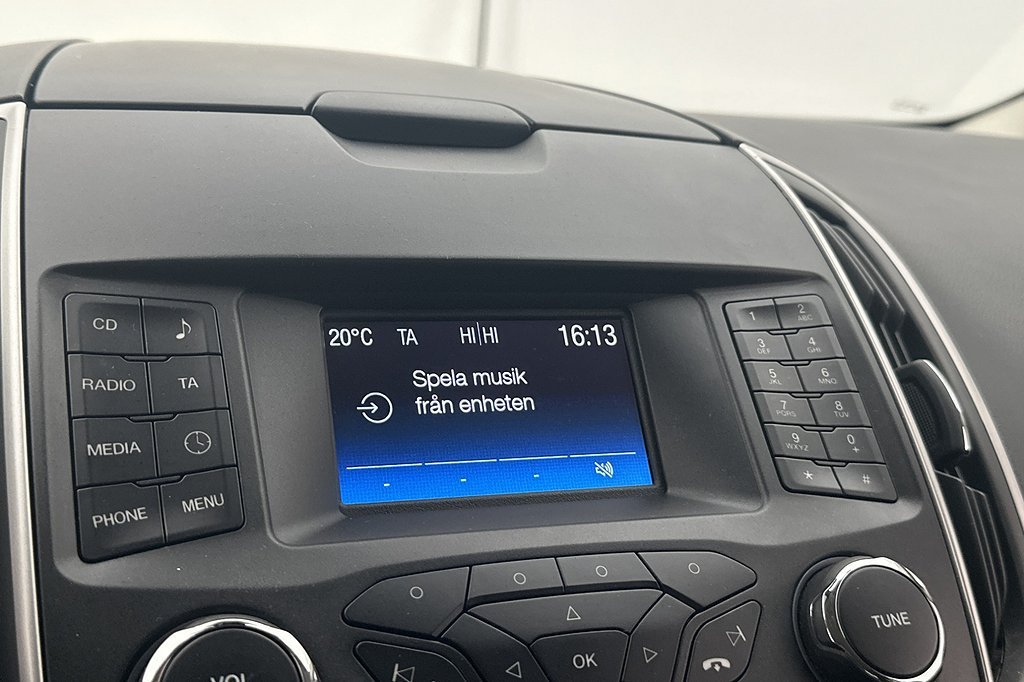 20°C TA HI|HI 16:13
Spela musik
från enheten
CD
RADIO TA
MEDIA
PHONE MENU
1 2 ABC
3 DEF 4 GHI
5 JKL 6 MNO
7 PQRS 8 TUV
9 WXYZ 0 +
* #
VOL
OK
TUNE